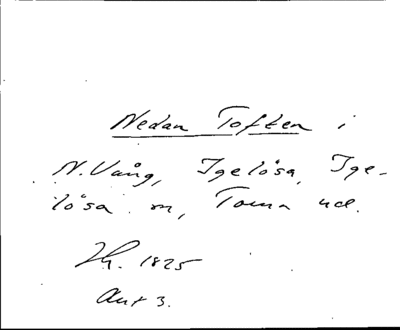 Nedan Toften i
N. Vång, Igelösa, Ige-
lösa sn, Torna hd.
1825
Akt 3.